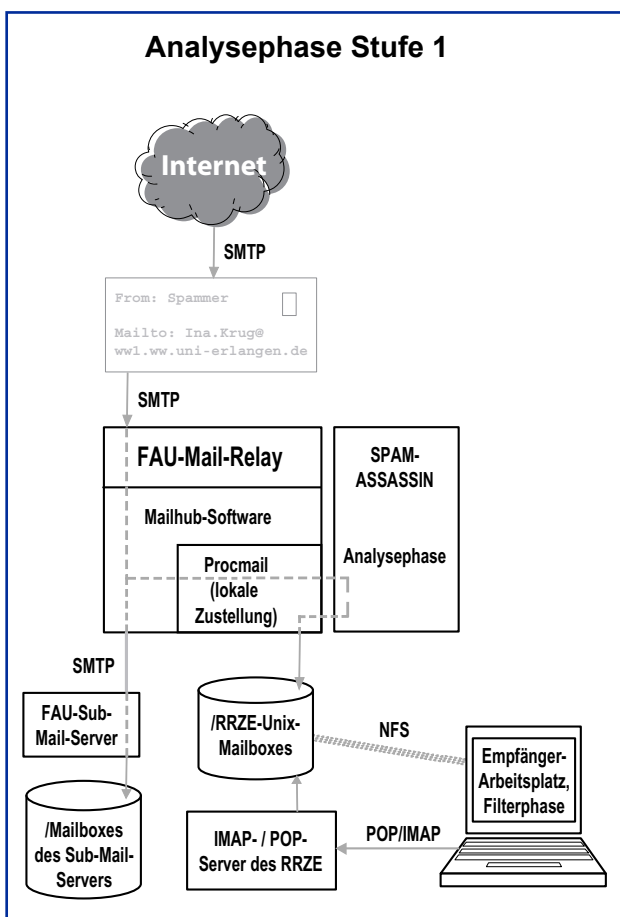 Analysephase Stufe 1
Internet
SMTP
From: Spammer
Mailto: Ina.Krug@
ww1.ww.uni-erlangen.de
SMTP
FAU-Mail-Relay
Mailhub-Software
Procmail
(lokale
Zustellung)
SPAM-
ASSASSIN
Analysephase
SMTP
FAU-Sub-
Mail-Server
/Mailboxes
des Sub-Mail-
Servers
/RRZE-Unix-
Mailboxes
NFS
IMAP- / POP-
Server des RRZE
POP/IMAP
Empfänger-
Arbeitsplatz,
Filterphase